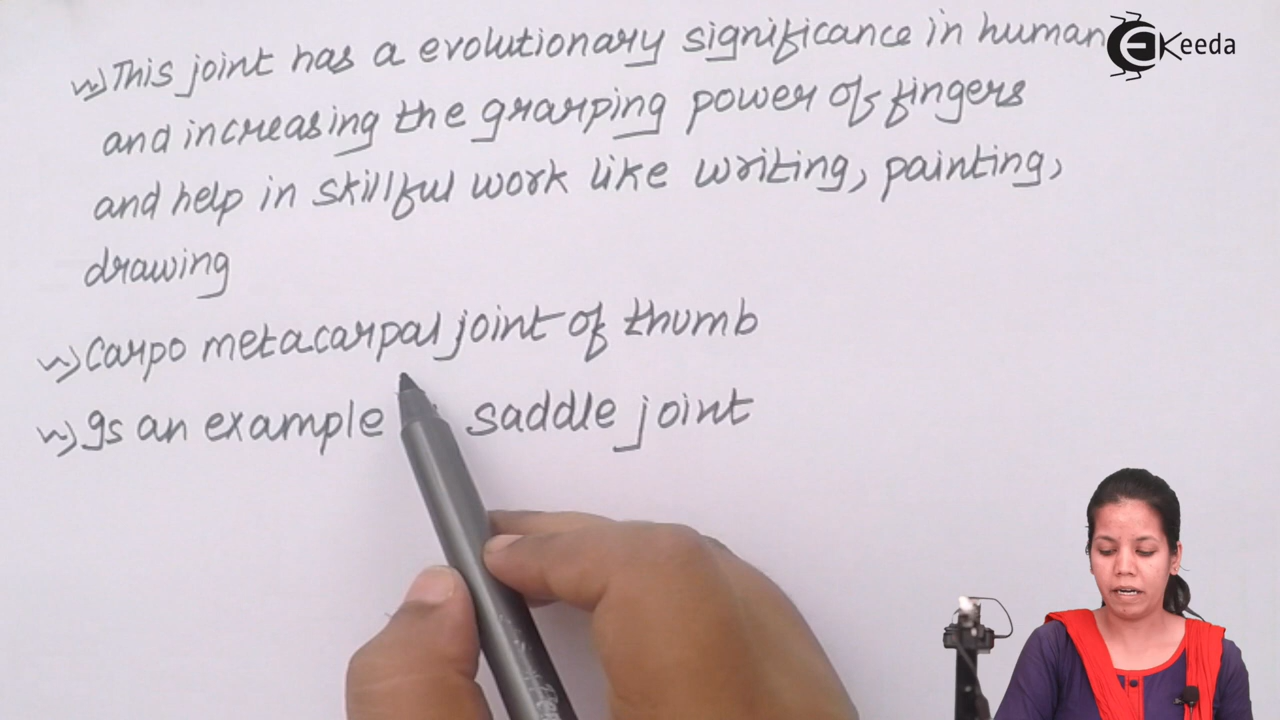 This joint has a evolutionary significance in human
and increasing the grarping power of fingers
and help in skillful work like writing, painting,
drawing
Carpo metacarpal joint of thumb
Is an example saddle joint
EKeeda